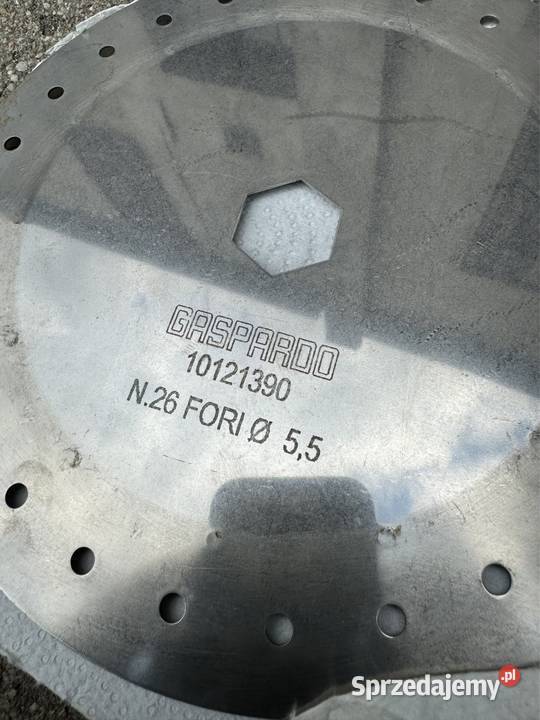 GASPARDO
10121390
N.26 FORI Ø 5,5
Sprzedajemy.pl